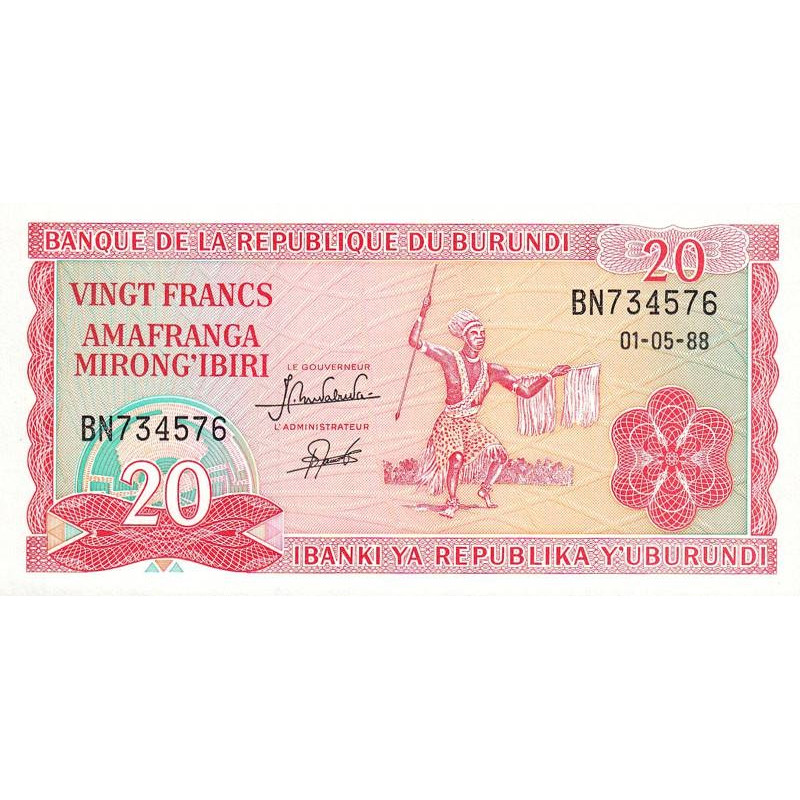 BANQUE DE LA REPUBLIQUE DU BURUNDI
20
VINGT FRANCS
BN734576
AMAFRANGA
01-05-88
MIRONG'IBIRI
LE GOUVERNEUR
BN734576
L'ADMINISTRATEUR
20
IBANKI YA REPUBLIKA Y'UBURUNDI